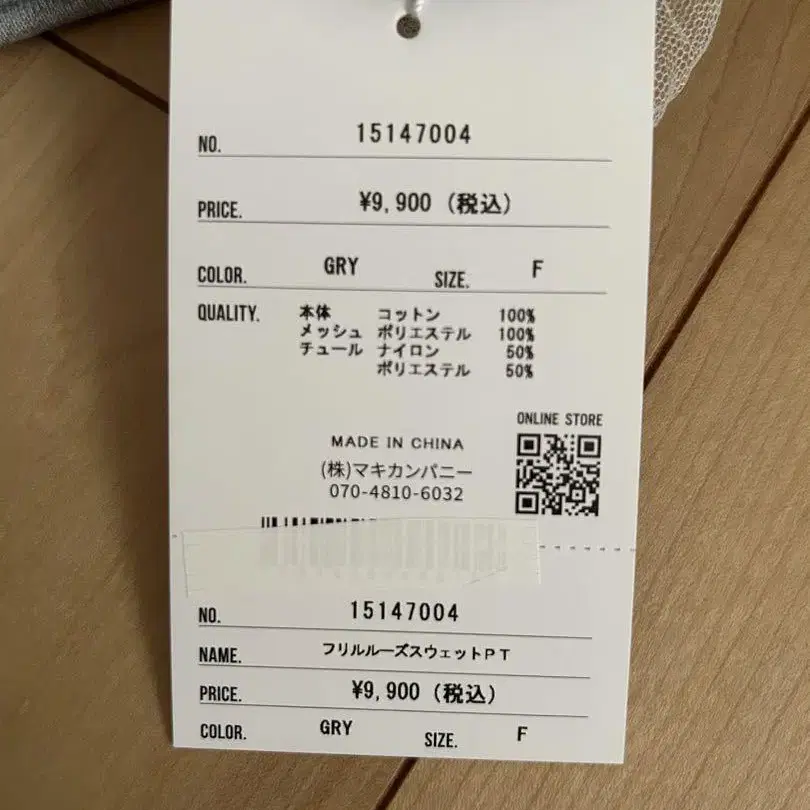 NO. 15147004
PRICE. ¥9,900 (税込)
COLOR. GRY SIZE. F
QUALITY. 本体 コットン 100%
メッシュ ポリエステル 100%
チュール ナイロン 50%
ポリエステル 50%
ONLINE STORE
MADE IN CHINA
(株)マキカンパニー
070-4810-6032
NO. 15147004
NAME. フリルルーズスウェットPT
PRICE. ¥9,900 (税込)
COLOR. GRY SIZE. F